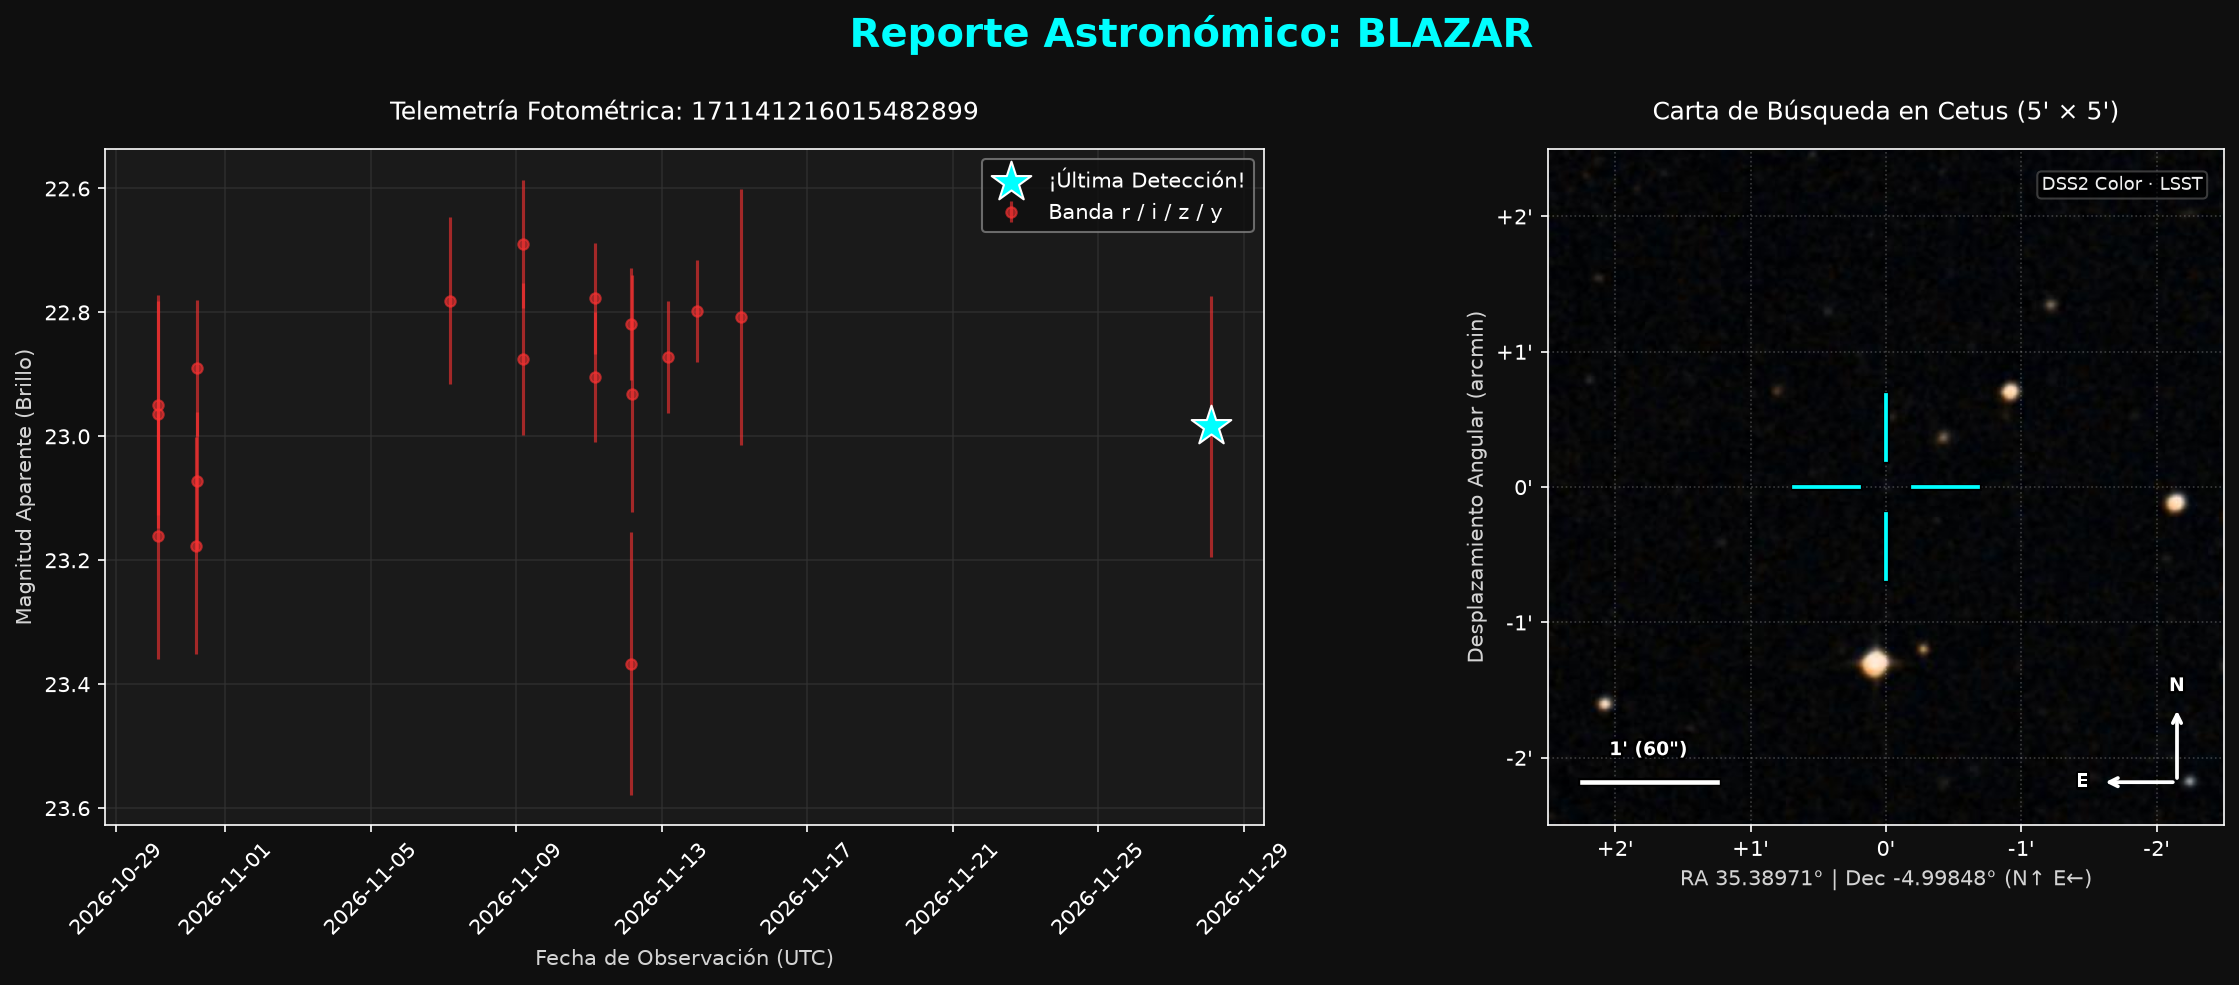 Reporte Astronómico: BLAZAR
Telemetría Fotométrica: 171141216015482899
Magnitud Aparente (Brillo)
22.6
22.8
23.0
23.2
23.4
23.6
¡Última Detección!
Banda r / i / z / y
2026-10-29
2026-11-01
2026-11-05
2026-11-09
2026-11-13
2026-11-17
2026-11-21
2026-11-25
2026-11-29
Fecha de Observación (UTC)
Carta de Búsqueda en Cetus (5' × 5')
Desplazamiento Angular (arcmin)
+2'
+1'
0'
-1'
-2'
DSS2 Color · LSST
1' (60")
N
E
+2'
+1'
0'
-1'
-2'
RA 35.38971° | Dec -4.99848° (N↑ E←)